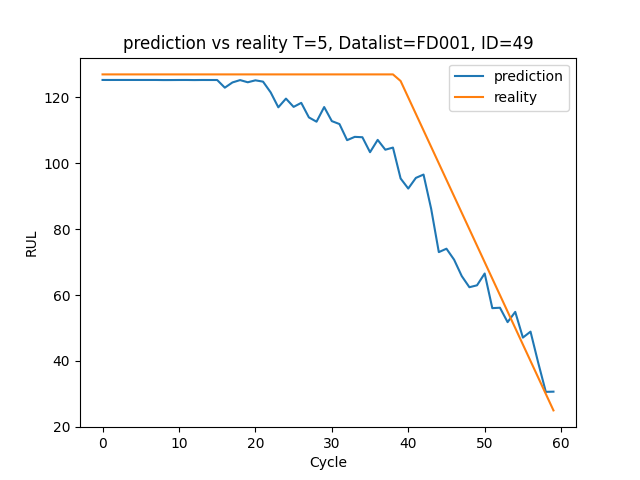 prediction vs reality T=5, Datalist=FD001, ID=49
prediction
reality
RUL
120
100
80
60
40
20
0 10 20 30 40 50 60
Cycle